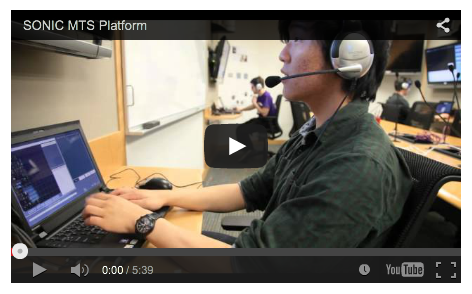 SONIC MTS Platform
0:00 / 5:39
YouTube